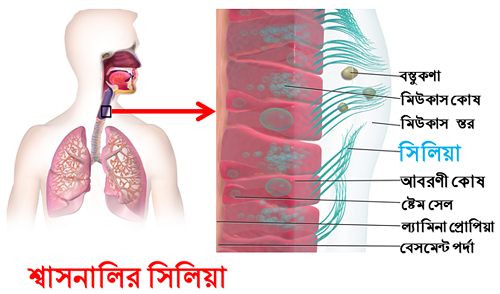 বস্তুকণা
মিউকাস কোষ
মিউকাস স্তর
সিলিয়া
আবরণী কোষ
ষ্টেম সেল
ল্যামিনা প্রোপিয়া
বেসমেন্ট পর্দা
শ্বাসনালির সিলিয়া